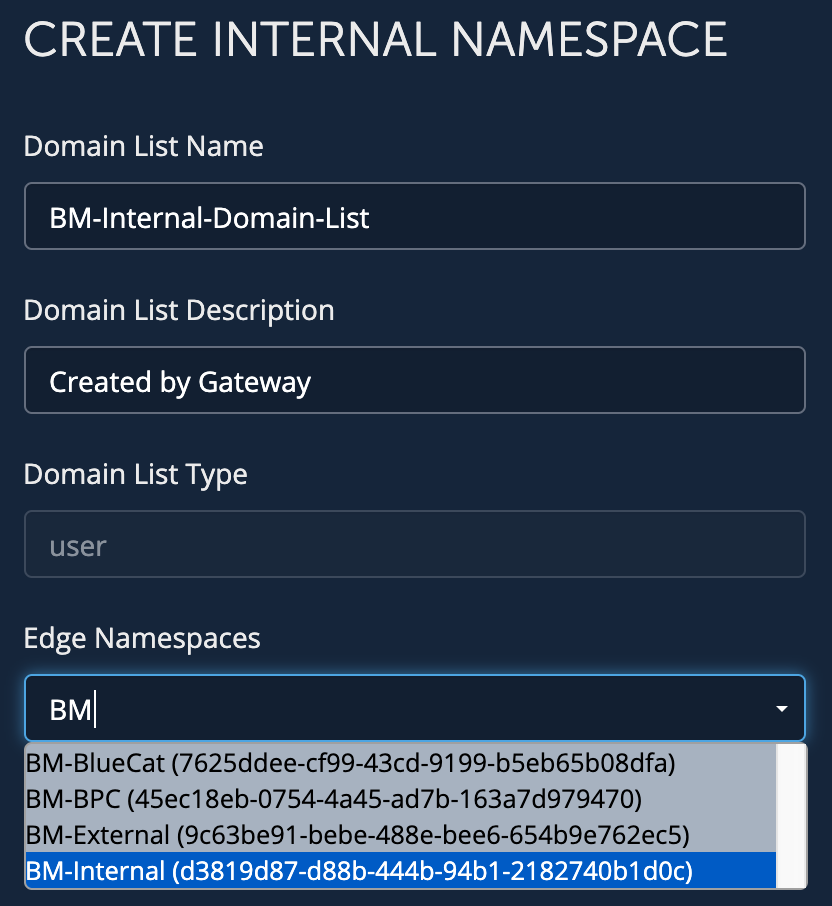 CREATE INTERNAL NAMESPACE
Domain List Name
BM-Internal-Domain-List
Domain List Description
Created by Gateway
Domain List Type
user
Edge Namespaces
BM
BM-BlueCat (7625ddee-cf99-43cd-9199-b5eb65b08dfa)
BM-BPC (45ec18eb-0754-4a45-ad7b-163a7d979470)
BM-External (9c63be91-bebe-488e-bee6-654b9e762ec5)
BM-Internal (d3819d87-d88b-444b-94b1-2182740b1d0c)